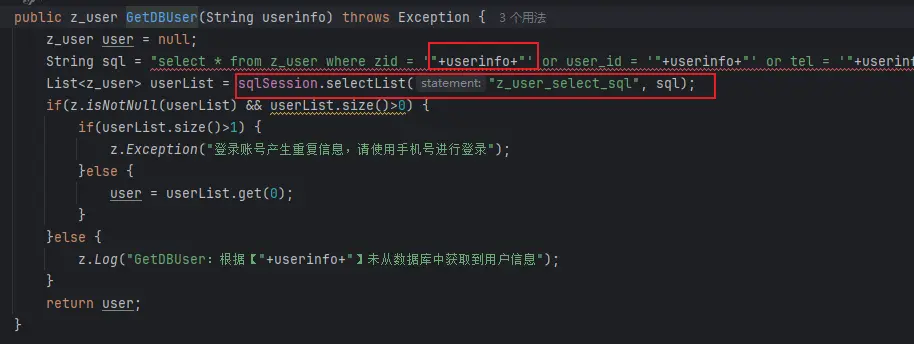 public z_user GetDBUser(String userinfo) throws Exception { 3 个用法
z_user user = null;
String sql = "select * from z_user where zid = '"+userinfo+"' or user_id = '"+userinfo+"' or tel = '"+userinfo
List<z_user> userList = sqlSession.selectList( statement: "z_user_select_sql", sql);
if(z.isNotNull(userList) && userList.size()>0) {
if(userList.size()>1) {
z.Exception("登录账号产生重复信息，请使用手机号进行登录");
}else {
user = userList.get(0);
}
}else {
z.Log("GetDBUser: 根据【"+userinfo+"】未从数据库中获取到用户信息");
}
return user;
}